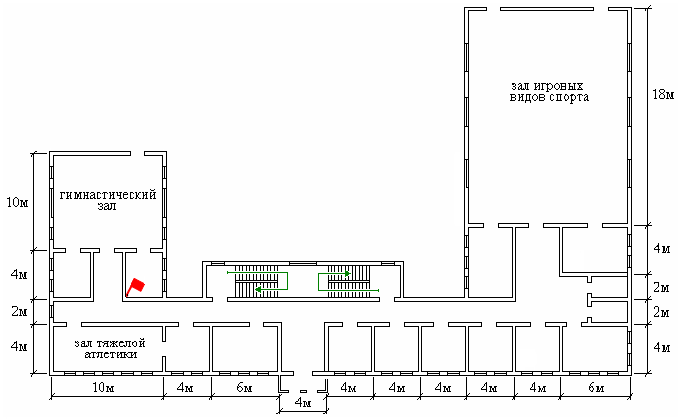 зал игровых
видов спорта
18м
гимнастический
зал
10м
4м
4м
2м
2м
2м
зал тяжелой
атлетики
4м
4м
10м
4м
6м
4м
4м
4м
4м
4м
4м
6м